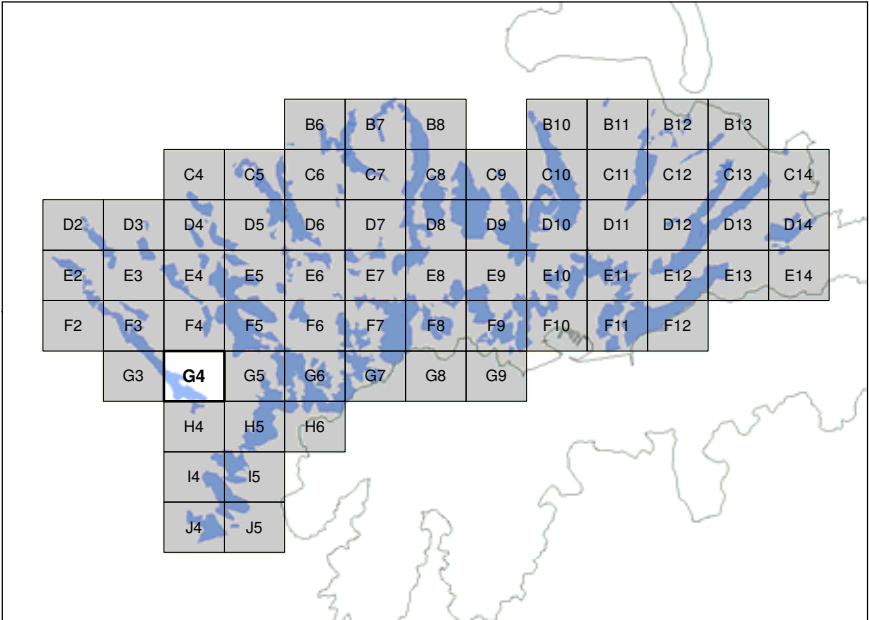 B6 B7 B8 B10 B11 B12 B13
C4 C5 C6 C7 C8 C9 C10 C11 C12 C13 C14
D2 D3 D4 D5 D6 D7 D8 D9 D10 D11 D12 D13 D14
E2 E3 E4 E5 E6 E7 E8 E9 E10 E11 E12 E13 E14
F2 F3 F4 F5 F6 F7 F8 F9 F10 F11 F12
G3 G4 G5 G6 G7 G8 G9
H4 H5 H6
I4 I5
J4 J5